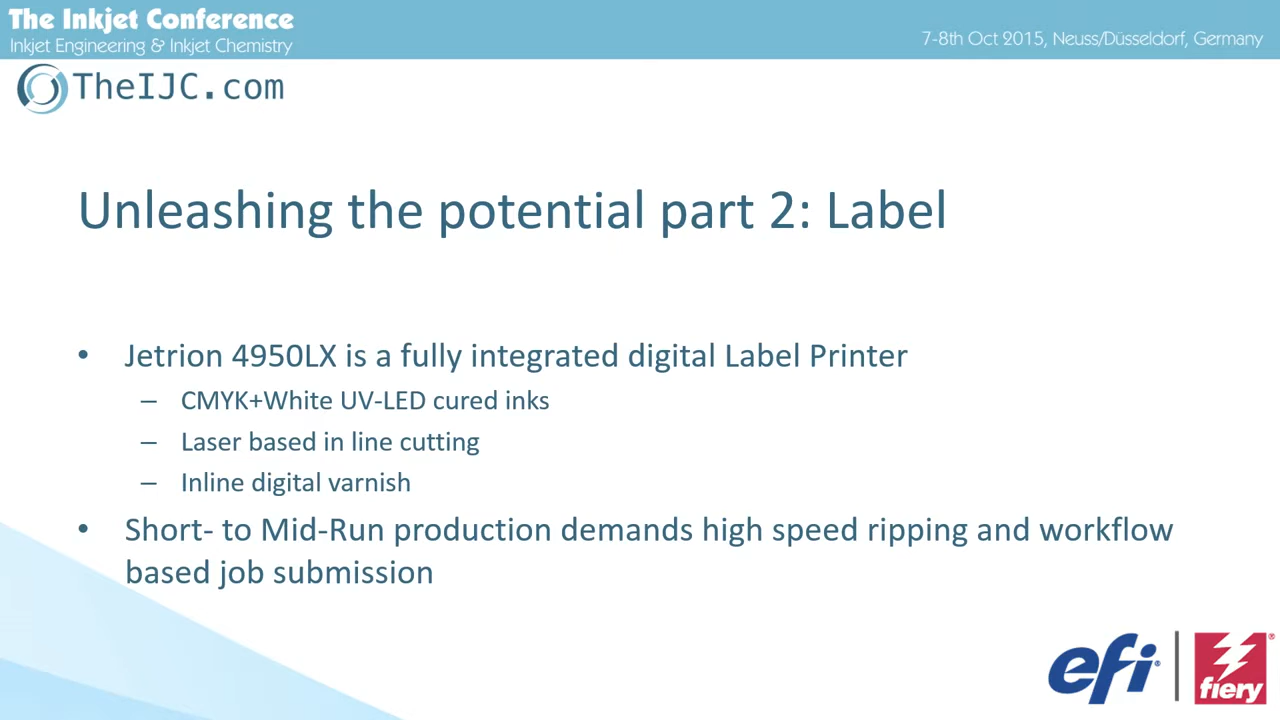 The Inkjet Conference
Inkjet Engineering & Inkjet Chemistry
7-8th Oct 2015, Neuss/Düsseldorf, Germany
TheIJC.com
Unleashing the potential part 2: Label
• Jetrion 4950LX is a fully integrated digital Label Printer
– CMYK+White UV-LED cured inks
– Laser based in line cutting
– Inline digital varnish
• Short- to Mid-Run production demands high speed ripping and workflow
based job submission
efi®
fiery®